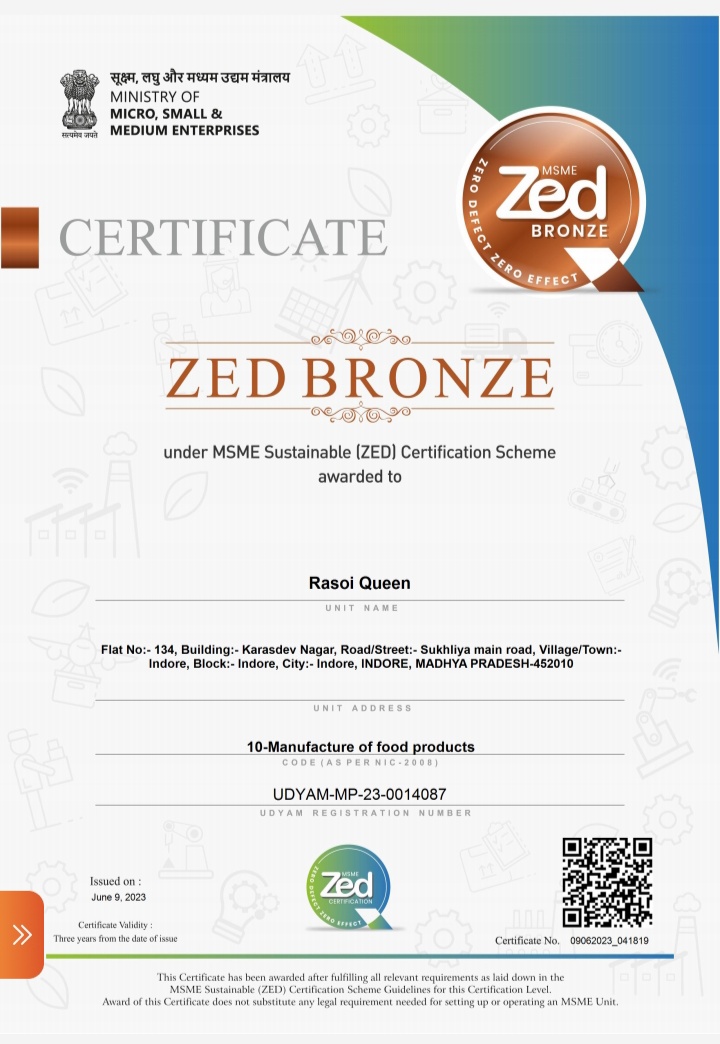 सूक्ष्म, लघु और मध्यम उद्यम मंत्रालय
MINISTRY OF
MICRO, SMALL &
MEDIUM ENTERPRISES
सत्यमेव जयते
MSME
Zed
BRONZE
ZERO DEFECT ZERO EFFECT
CERTIFICATE
ZED BRONZE
under MSME Sustainable (ZED) Certification Scheme
awarded to
Rasoi Queen
UNIT NAME
Flat No:- 134, Building:- Karasdev Nagar, Road/Street:- Sukhliya main road, Village/Town:-
Indore, Block:- Indore, City:- Indore, INDORE, MADHYA PRADESH-452010
UNIT ADDRESS
10-Manufacture of food products
CODE (AS PER NIC-2008)
UDYAM-MP-23-0014087
UDYAM REGISTRATION NUMBER
MSME
Zed
CERTIFICATION
ZERO DEFECT ZERO EFFECT
Issued on :
June 9, 2023
Certificate Validity :
Three years from the date of issue
Certificate No. 09062023_041819
This Certificate has been awarded after fulfilling all relevant requirements as laid down in the
MSME Sustainable (ZED) Certification Scheme Guidelines for this Certification Level.
Award of this Certificate does not substitute any legal requirement needed for setting up or operating an MSME Unit.